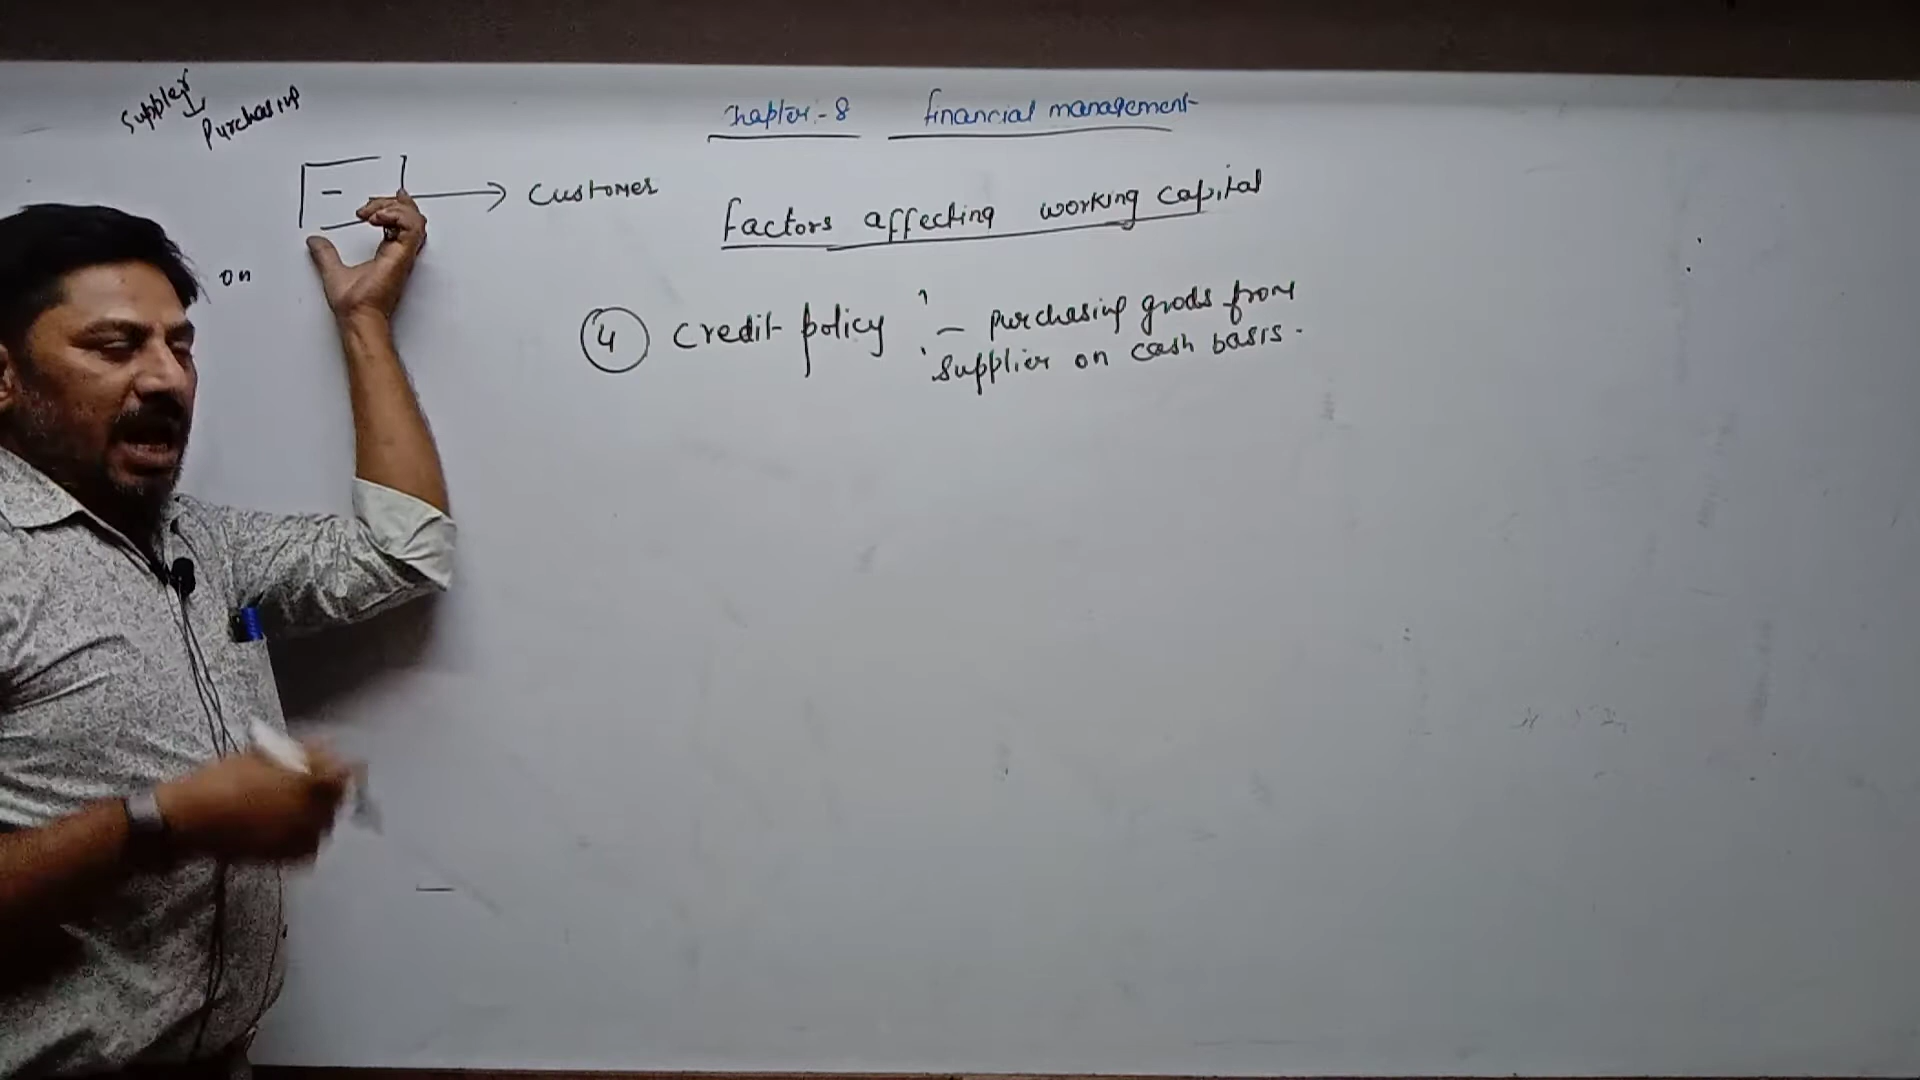 Supplier
Purchasing
Customer
on
Chapter:- 8 financial management
factors affecting working capital
4 Credit policy :- purchasing goods from
supplier on cash basis.